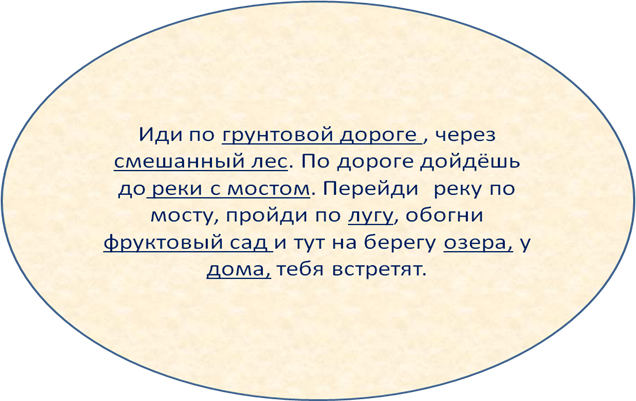 Иди по грунтовой дороге , через
смешанный лес. По дороге дойдёшь
до реки с мостом. Перейди  реку по
мосту, пройди по лугу, обогни
фруктовый сад и тут на берегу озера, у
дома, тебя встретят.